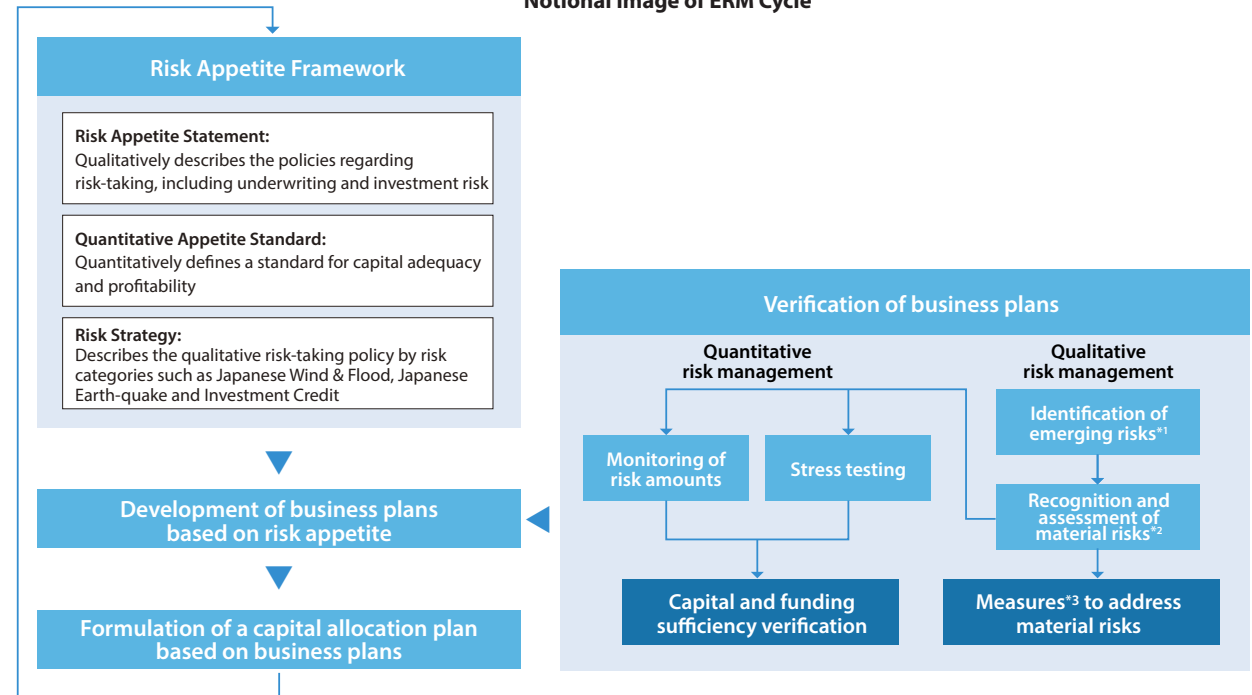 Notional Image of ERM Cycle
Risk Appetite Framework
Risk Appetite Statement:
Qualitatively describes the policies regarding
risk-taking, including underwriting and investment risk
Quantitative Appetite Standard:
Quantitatively defines a standard for capital adequacy
and profitability
Risk Strategy:
Describes the qualitative risk-taking policy by risk
categories such as Japanese Wind & Flood, Japanese
Earth-quake and Investment Credit
Development of business plans
based on risk appetite
Formulation of a capital allocation plan
based on business plans
Verification of business plans
Quantitative
risk management
Monitoring of
risk amounts
Stress testing
Capital and funding
sufficiency verification
Qualitative
risk management
Identification of
emerging risks*1
Recognition and
assessment of
material risks*2
Measures*3 to address
material risks